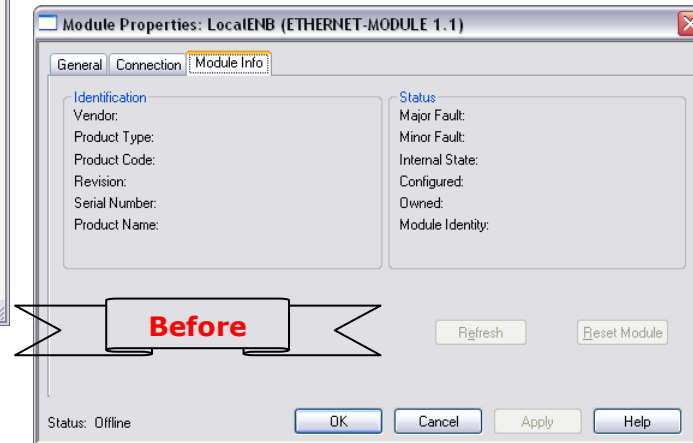 Module Properties: LocalENB (ETHERNET-MODULE 1.1)
General Connection Module Info
Identification
Vendor:
Product Type:
Product Code:
Revision:
Serial Number:
Product Name:
Status
Major Fault:
Minor Fault:
Internal State:
Configured:
Owned:
Module Identity:
Before
Refresh Reset Module
Status: Offline OK Cancel Apply Help